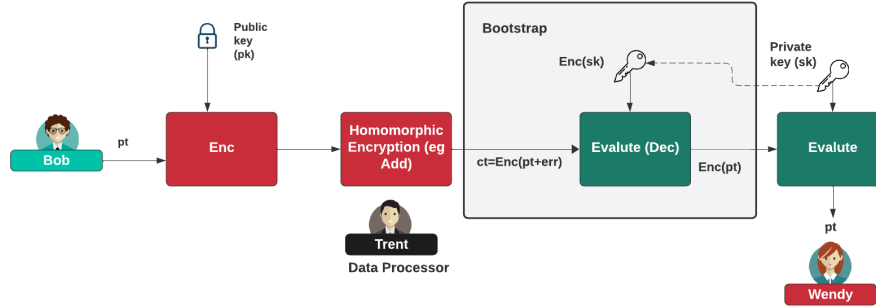 Bootstrap
Public
key
(pk)
Private
key (sk)
Enc(sk)
Bob
pt
Enc
Homomorphic
Encryption (eg
Add)
ct=Enc(pt+err)
Evalute (Dec)
Enc(pt)
Evalute
Trent
Data Processor
pt
Wendy